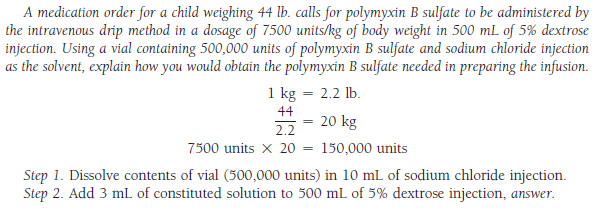 A medication order for a child weighing 44 lb. calls for polymyxin B sulfate to be administered by
the intravenous drip method in a dosage of 7500 units/kg of body weight in 500 mL of 5% dextrose
injection. Using a vial containing 500,000 units of polymyxin B sulfate and sodium chloride injection
as the solvent, explain how you would obtain the polymyxin B sulfate needed in preparing the infusion.
1 kg = 2.2 lb.
44
2.2 = 20 kg
7500 units × 20 = 150,000 units
Step 1. Dissolve contents of vial (500,000 units) in 10 mL of sodium chloride injection.
Step 2. Add 3 mL of constituted solution to 500 mL of 5% dextrose injection, answer.